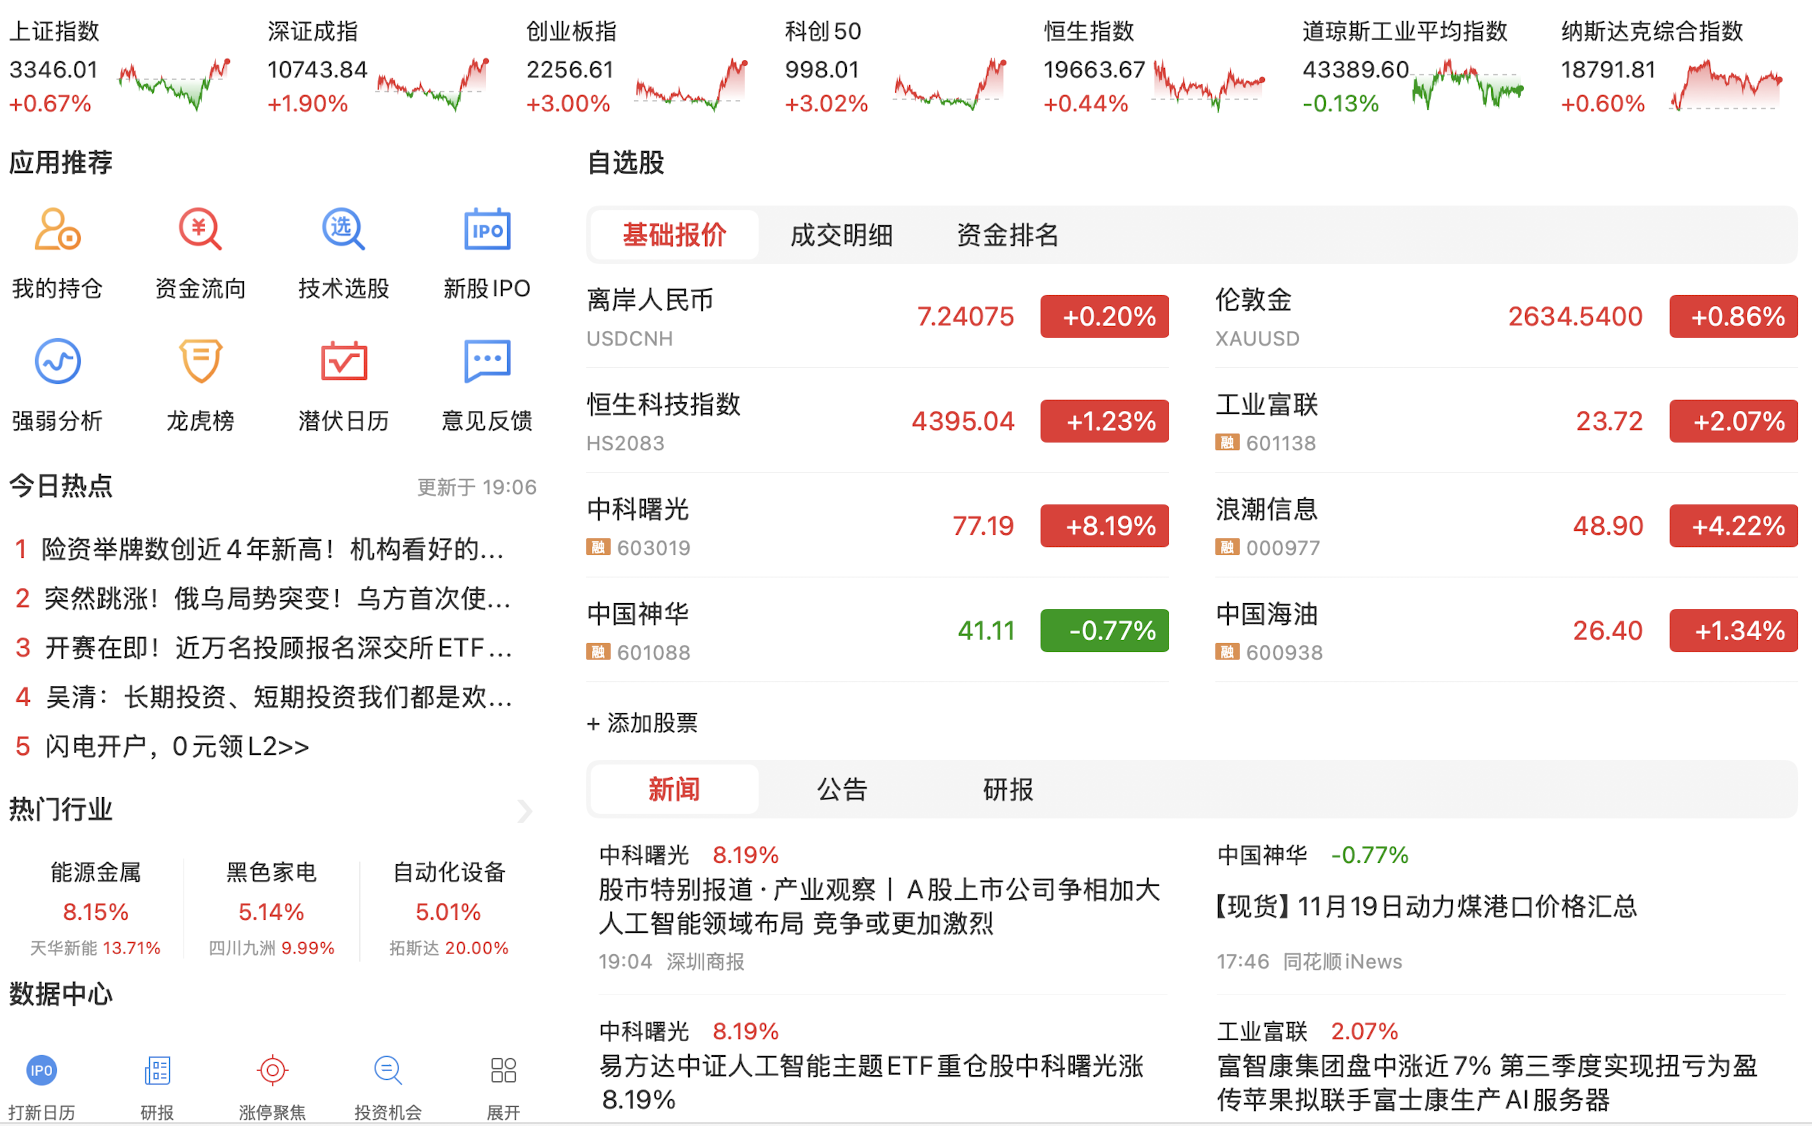 上证指数
3346.01
+0.67%
深证成指
10743.84
+1.90%
创业板指
2256.61
+3.00%
科创50
998.01
+3.02%
恒生指数
19663.67
+0.44%
道琼斯工业平均指数
43389.60
-0.13%
纳斯达克综合指数
18791.81
+0.60%
应用推荐
¥
选
IPO
我的持仓
资金流向
技术选股
新股IPO
强弱分析
龙虎榜
潜伏日历
意见反馈
今日热点
更新于 19:06
1 险资举牌数创近4年新高！机构看好的...
2 突然跳涨！俄乌局势突变！乌方首次使...
3 开赛在即！近万名投顾报名深交所ETF...
4 吴清：长期投资、短期投资我们都是欢...
5 闪电开户，0元领L2>>
热门行业
能源金属
8.15%
天华新能 13.71%
黑色家电
5.14%
四川九洲 9.99%
自动化设备
5.01%
拓斯达 20.00%
数据中心
IPO
打新日历
研报
涨停聚焦
投资机会
展开
自选股
基础报价
成交明细
资金排名
离岸人民币
USDCNH
7.24075
+0.20%
伦敦金
XAUUSD
2634.5400
+0.86%
恒生科技指数
HS2083
4395.04
+1.23%
工业富联
融 601138
23.72
+2.07%
中科曙光
融 603019
77.19
+8.19%
浪潮信息
融 000977
48.90
+4.22%
中国神华
融 601088
41.11
-0.77%
中国海油
融 600938
26.40
+1.34%
+ 添加股票
新闻
公告
研报
中科曙光 8.19%
股市特别报道·产业观察丨 A股上市公司争相加大
人工智能领域布局 竞争或更加激烈
19:04 深圳商报
中国神华 -0.77%
【现货】11月19日动力煤港口价格汇总
17:46 同花顺iNews
中科曙光 8.19%
易方达中证人工智能主题ETF重仓股中科曙光涨
8.19%
工业富联 2.07%
富智康集团盘中涨近7% 第三季度实现扭亏为盈
传苹果拟联手富士康生产AI服务器